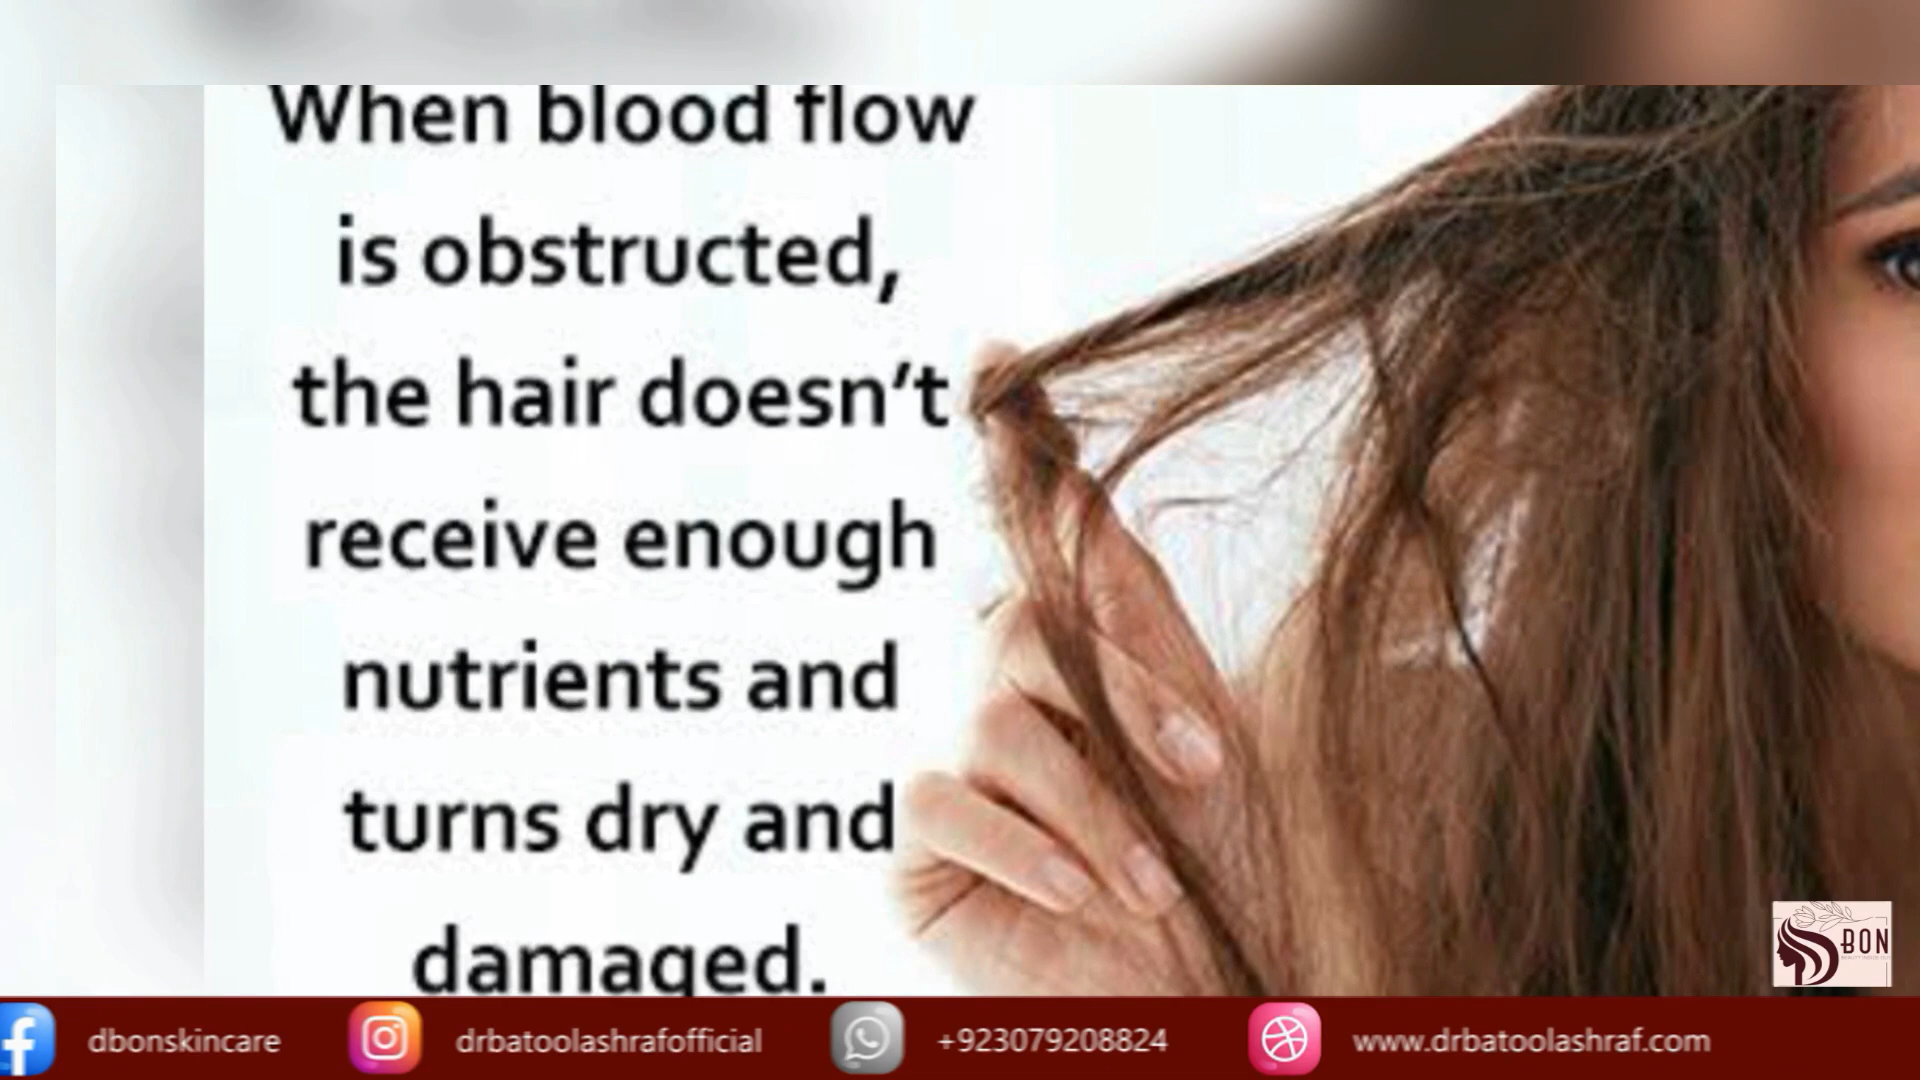 When blood flow
is obstructed,
the hair doesn’t
receive enough
nutrients and
turns dry and
damaged.
BON
dbonskincare
drbatoolashrafofficial
+923079208824
www.drbatoolashraf.com